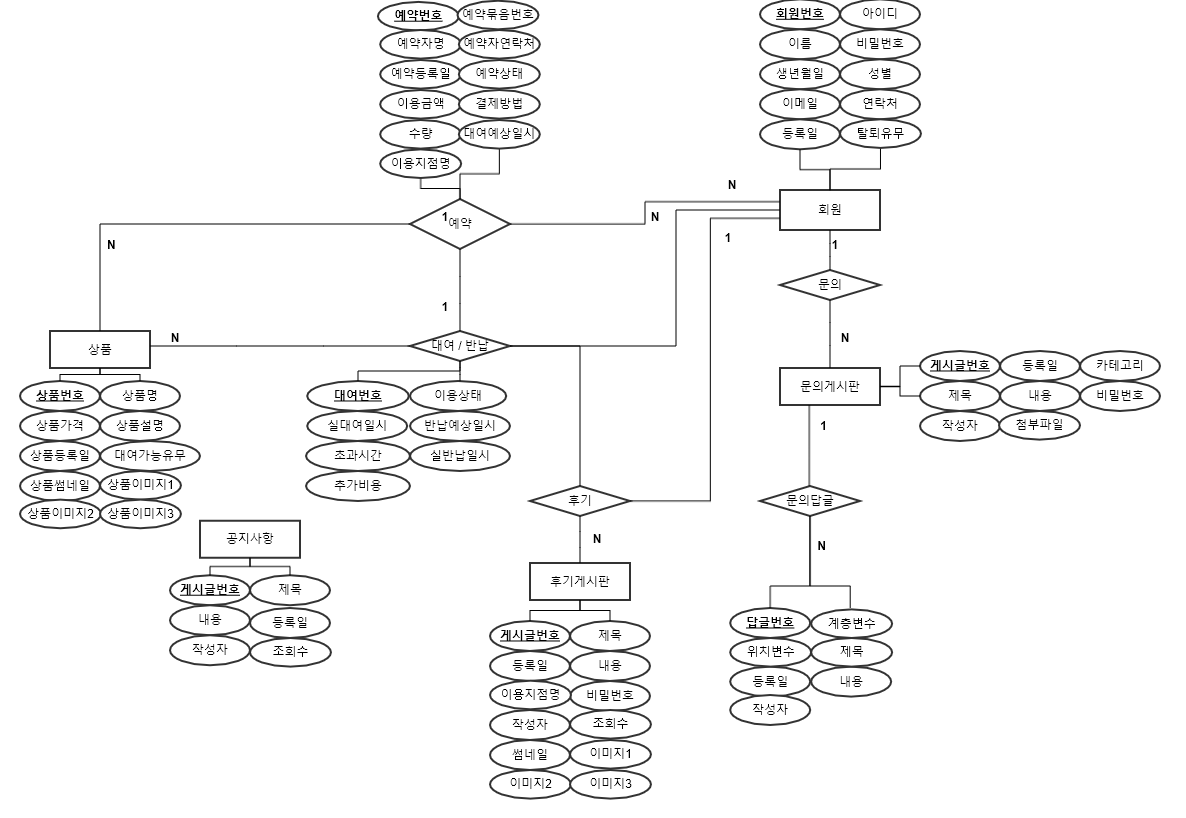 예약번호 예약묶음번호
예약자명 예약자연락처
예약등록일 예약상태
이용금액 결제방법
수량 대여예상일시
이용지점명
회원번호 아이디
이름 비밀번호
생년월일 성별
이메일 연락처
등록일 탈퇴유무
N
1 예약
N
회원
N
1
1
문의
1
상품
N
대여 / 반납
N
문의게시판
게시글번호 등록일 카테고리
제목 내용 비밀번호
작성자 첨부파일
상품번호 상품명
상품가격 상품설명
상품등록일 대여가능유무
상품썸네일 상품이미지1
상품이미지2 상품이미지3
대여번호 이용상태
실대여일시 반납예상일시
초과시간 실반납일시
추가비용
1
후기
문의답글
N
N
공지사항
게시글번호 제목
내용 등록일
작성자 조회수
후기게시판
게시글번호 제목
등록일 내용
이용지점명 비밀번호
작성자 조회수
썸네일 이미지1
이미지2 이미지3
답글번호 계층변수
위치변수 제목
등록일 내용
작성자